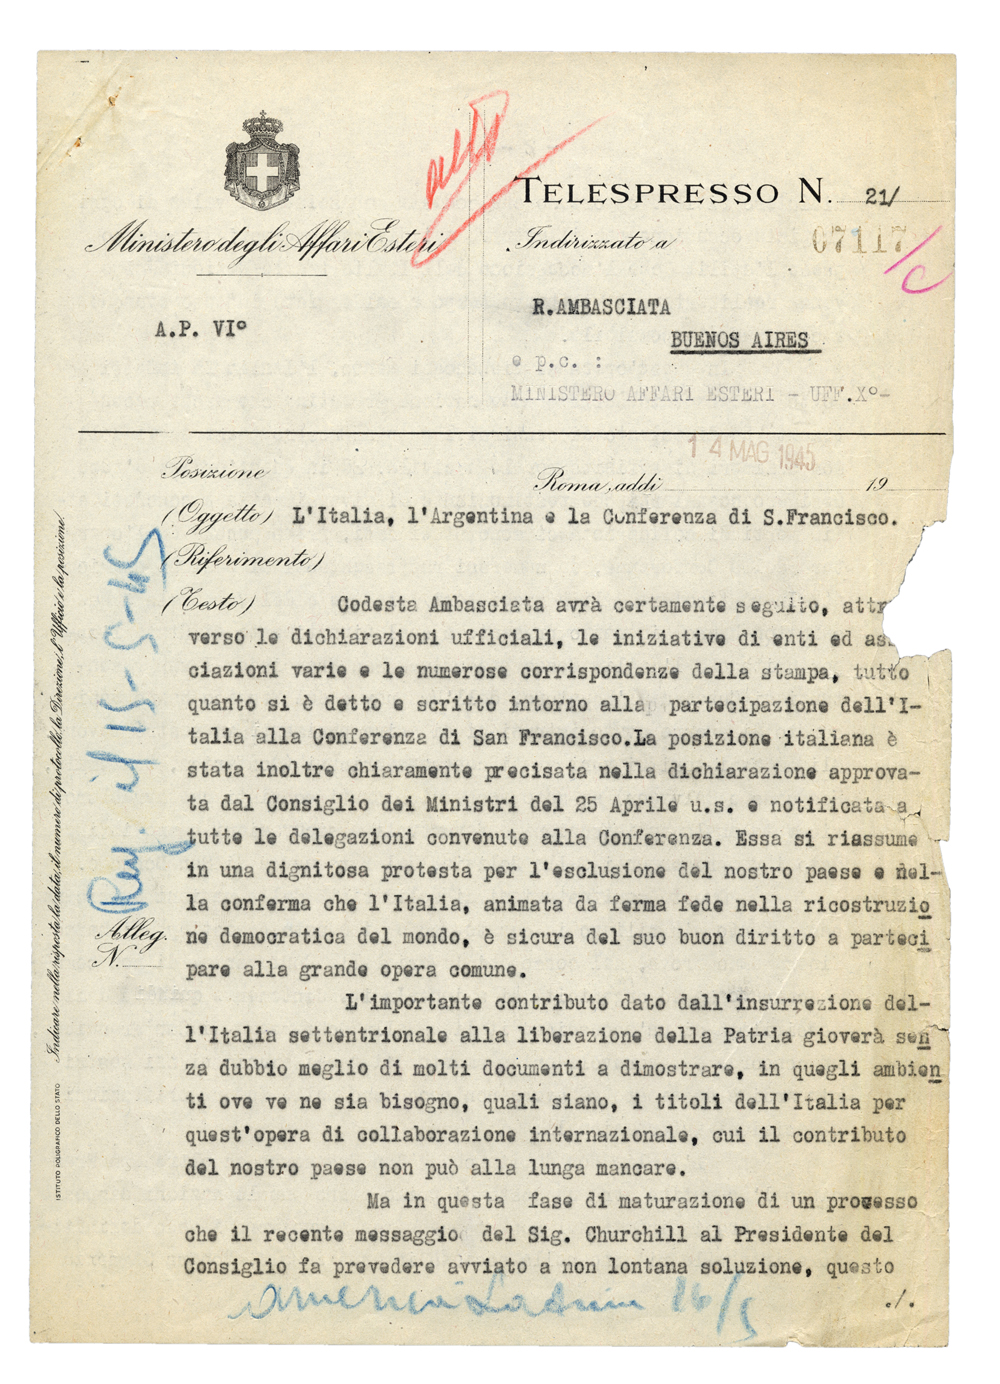 Ministero degli Affari Esteri
A.P. VI°
TELESPRESSO N. 21/
Indirizzato a
07117/C
R.AMBASCIATA
BUENOS AIRES
e p.c. :
MINISTERO AFFARI ESTERI - UFF.X°-
14 MAG 1945
Posizione
Roma, addì 19
(Oggetto) L'Italia, l'Argentina e la Conferenza di S.Francisco.
(Riferimento)
(Testo) Codesta Ambasciata avrà certamente seguito, attr
verso le dichiarazioni ufficiali, le iniziative di enti ed as
ciazioni varie e le numerose corrispondenze della stampa, tutto
quanto si è detto e scritto intorno alla partecipazione dell'I-
talia alla Conferenza di San Francisco.La posizione italiana è
stata inoltre chiaramente precisata nella dichiarazione approva-
ta dal Consiglio dei Ministri del 25 Aprile u.s. e notificata a
tutte le delegazioni convenute alla Conferenza. Essa si riassume
in una dignitosa protesta per l'esclusione del nostro paese e nel-
la conferma che l'Italia, animata da ferma fede nella ricostruzio
ne democratica del mondo, è sicura del suo buon diritto a parteci
pare alla grande opera comune.
L'importante contributo dato dall'insurrezione del-
l'Italia settentrionale alla liberazione della Patria gioverà sen
za dubbio meglio di molti documenti a dimostrare, in quegli ambien
ti ove ve ne sia bisogno, quali siano, i titoli dell'Italia per
quest'opera di collaborazione internazionale, cui il contributo
del nostro paese non può alla lunga mancare.
Ma in questa fase di maturazione di un processo
che il recente messaggio del Sig. Churchill al Presidente del
Consiglio fa prevedere avviato a non lontana soluzione, questo
./.
America Latina 16/5
Alleg.
N.
il 15-5-45
Indicare nella risposta la data, il numero di protocollo, la Direzione, l'Ufficio e la posizione.
ISTITUTO POLIGRAFICO DELLO STATO